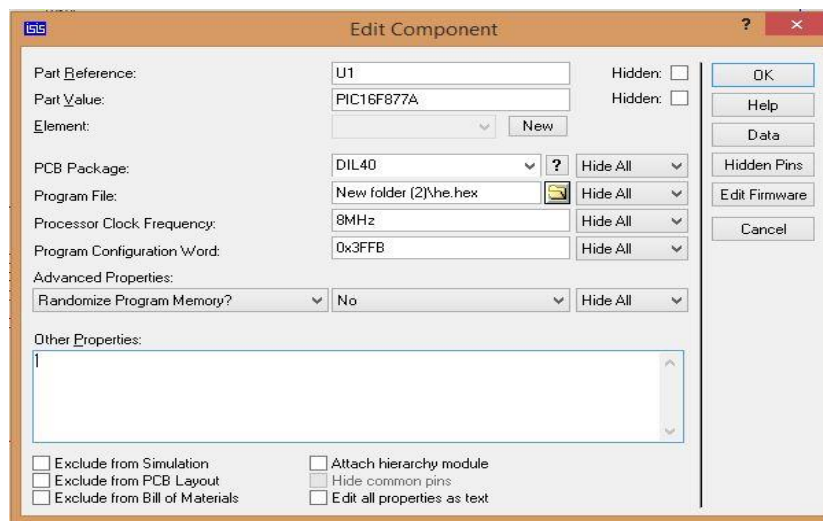 isis Edit Component ? ×
Part Reference: U1 Hidden: OK
Part Value: PIC16F877A Hidden: Help
Element: New Data
PCB Package: DIL40 ? Hide All Hidden Pins
Program File: New folder (2)\he.hex Hide All Edit Firmware
Processor Clock Frequency: 8MHz Hide All Cancel
Program Configuration Word: 0x3FFB Hide All
Advanced Properties:
Randomize Program Memory? No Hide All
Other Properties:
Exclude from Simulation Attach hierarchy module
Exclude from PCB Layout Hide common pins
Exclude from Bill of Materials Edit all properties as text